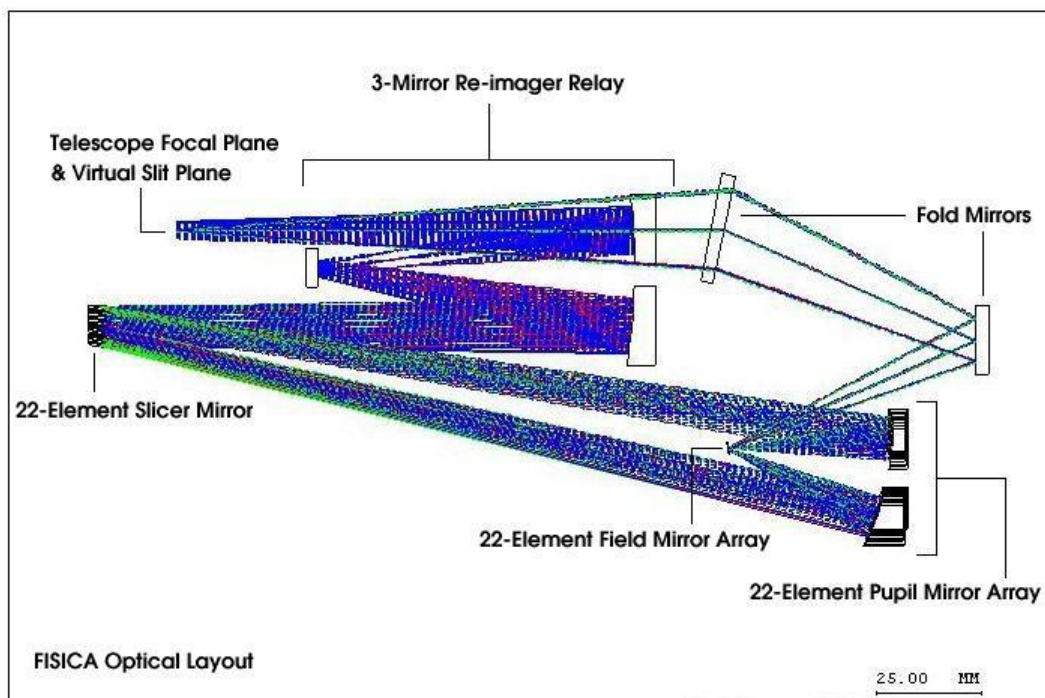 3-Mirror Re-imager Relay
Telescope Focal Plane
& Virtual Slit Plane
Fold Mirrors
22-Element Slicer Mirror
22-Element Field Mirror Array
22-Element Pupil Mirror Array
FISICA Optical Layout
25.00 MM